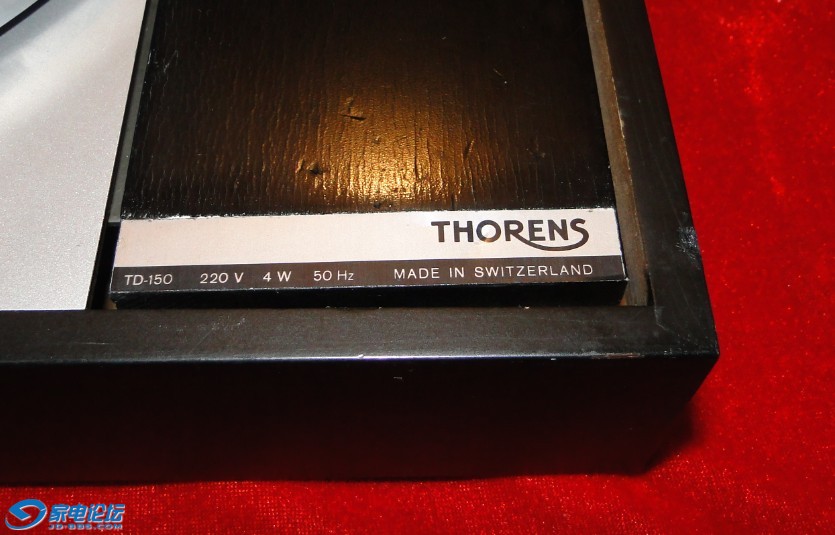 THORENS
TD-150 220 V 4 W 50 Hz MADE IN SWITZERLAND
家电论坛
JD-BBS.COM